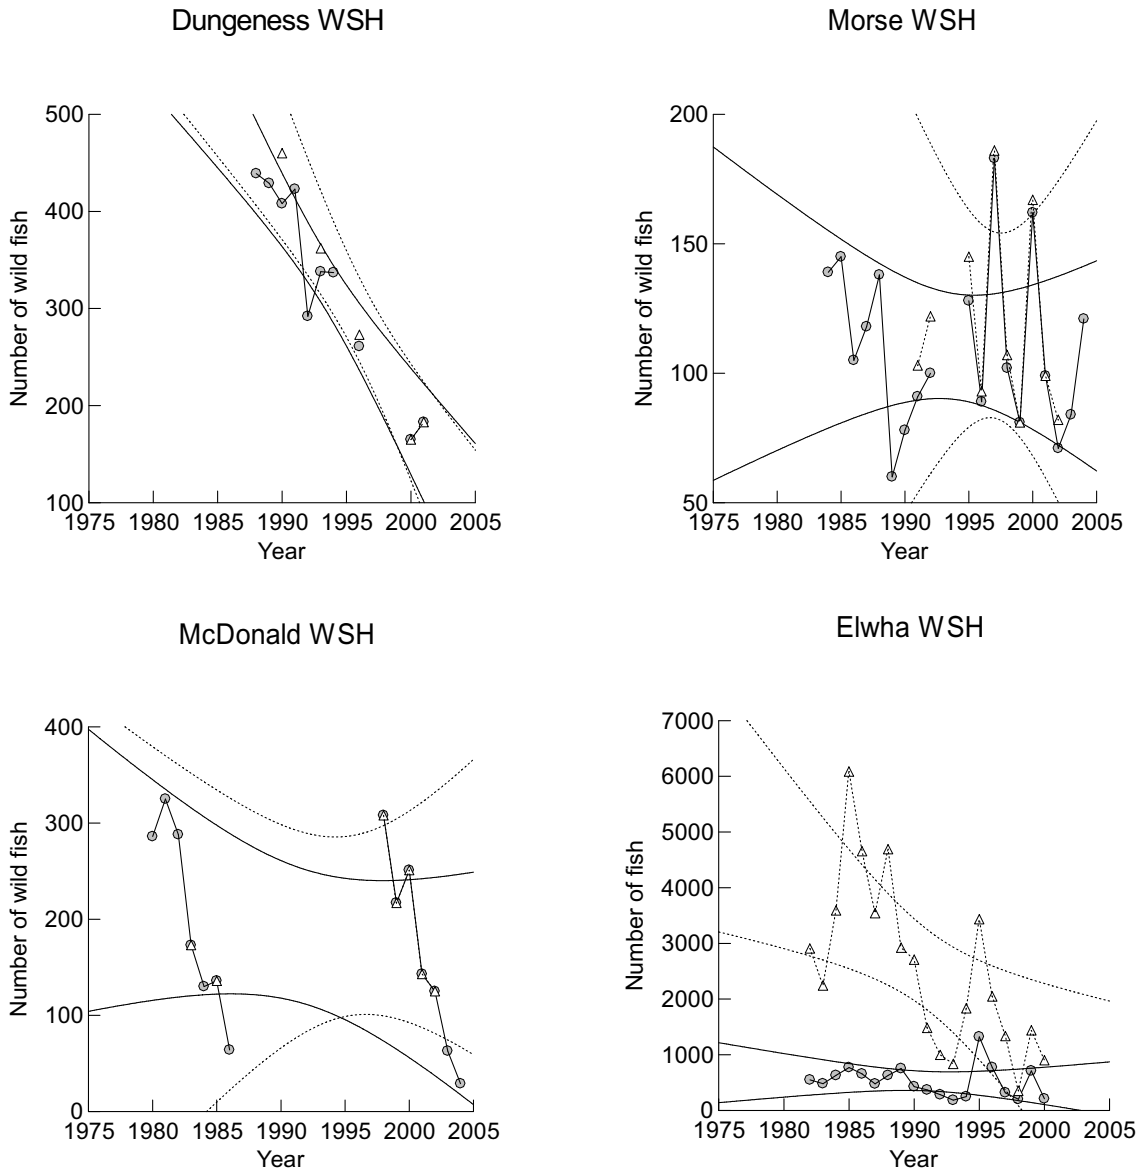 Dungeness WSH
Morse WSH
Number of wild fish
500
400
300
200
100
1975 1980 1985 1990 1995 2000 2005
Year
Number of wild fish
200
150
100
50
1975 1980 1985 1990 1995 2000 2005
Year
McDonald WSH
Elwha WSH
Number of wild fish
400
300
200
100
0
1975 1980 1985 1990 1995 2000 2005
Year
Number of fish
7000
6000
5000
4000
3000
2000
1000
0
1975 1980 1985 1990 1995 2000 2005
Year